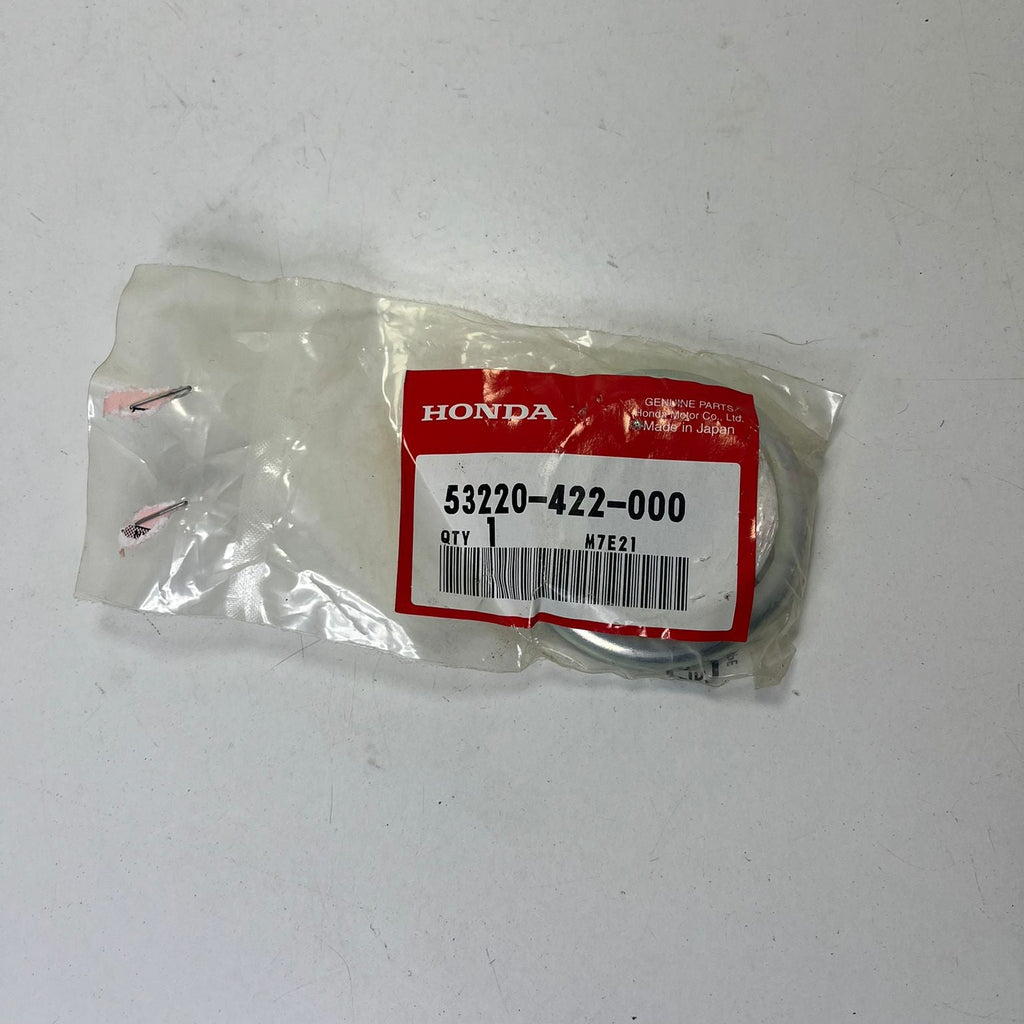 HONDA
GENUINE PARTS
Honda Motor Co., Ltd.
Made in Japan
53220-422-000
QTY 1 M7E21